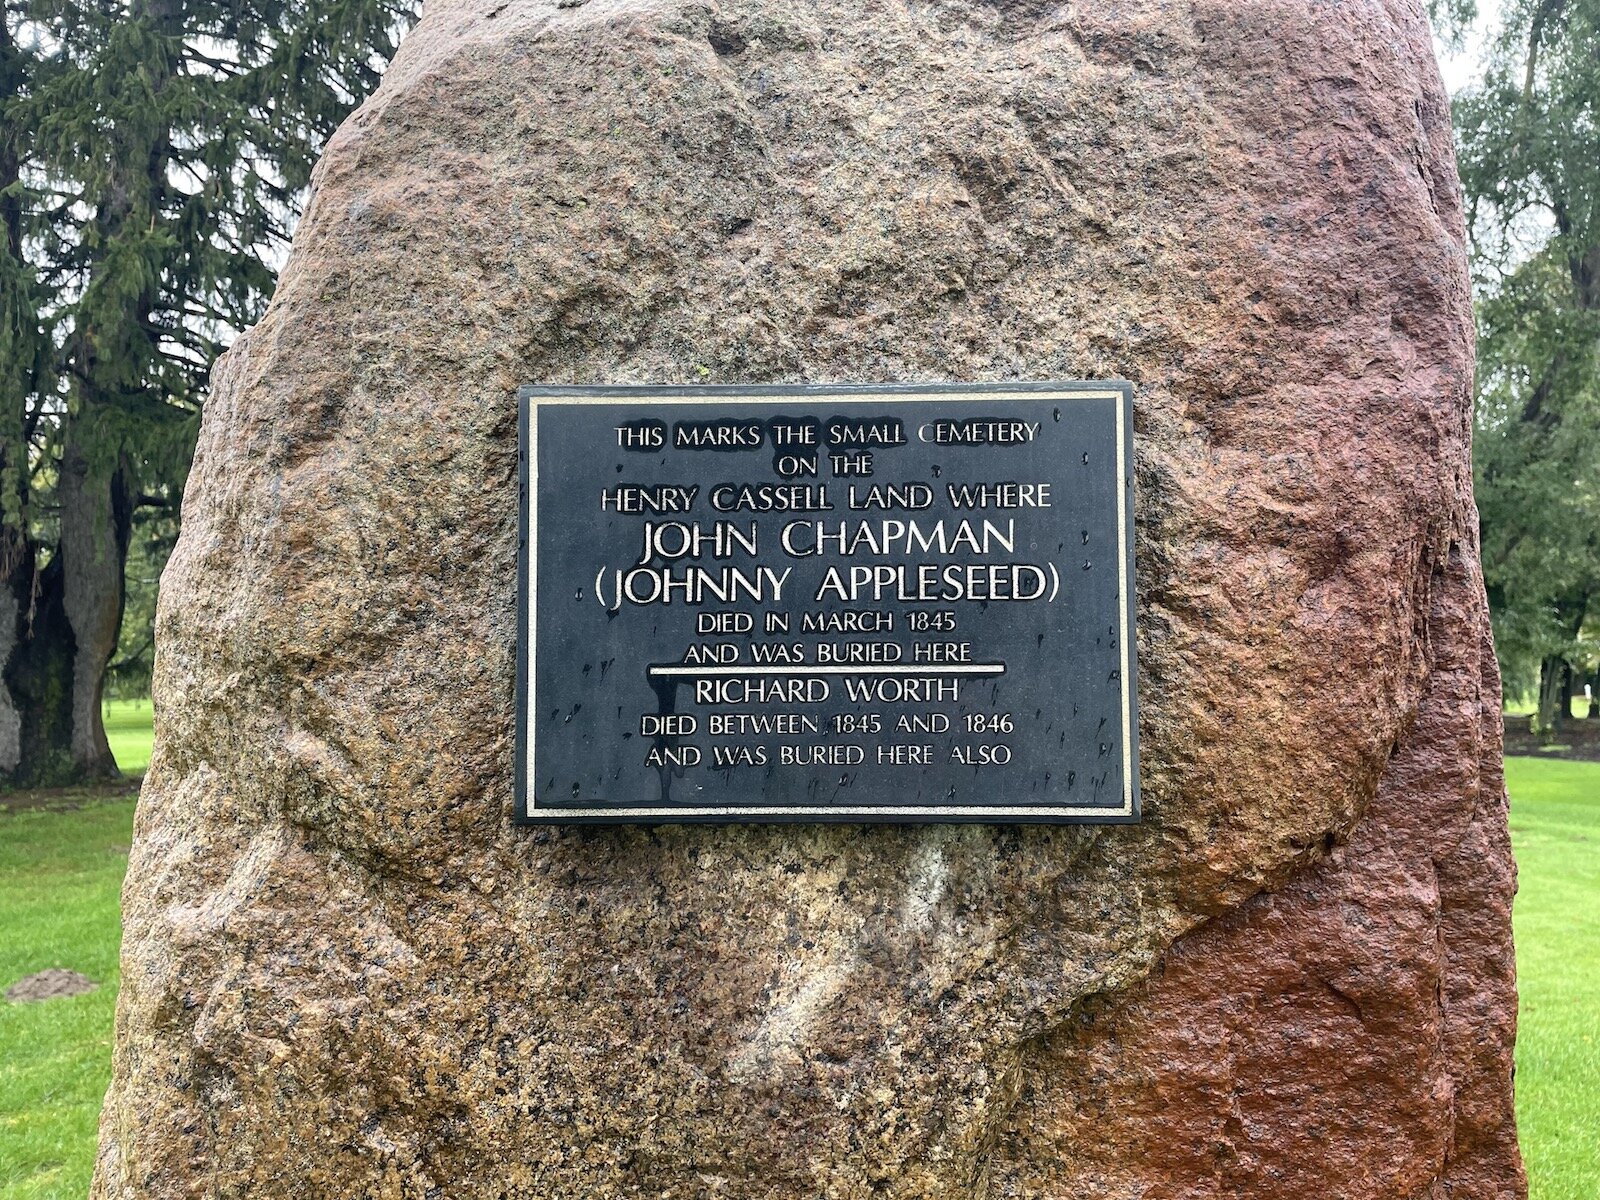 THIS MARKS THE SMALL CEMETERY
ON THE
HENRY CASSELL LAND WHERE
JOHN CHAPMAN
(JOHNNY APPLESEED)
DIED IN MARCH 1845
AND WAS BURIED HERE
RICHARD WORTH
DIED BETWEEN 1845 AND 1846
AND WAS BURIED HERE ALSO